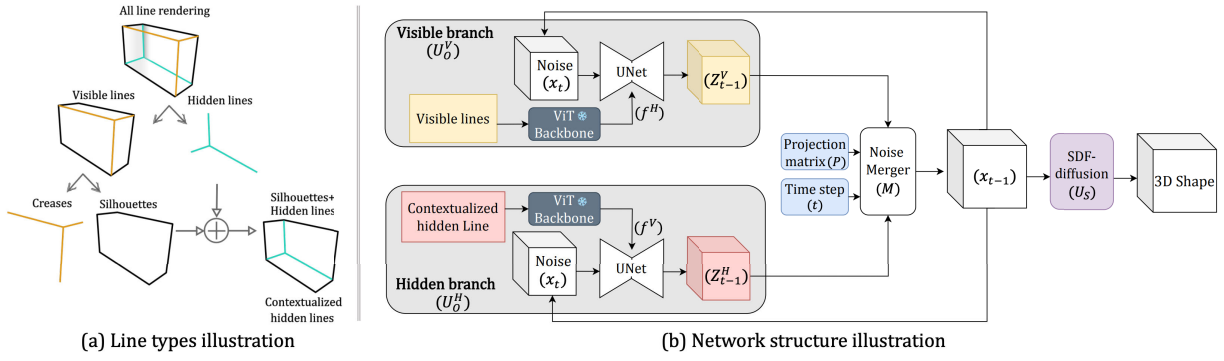 All line rendering
Visible lines
Hidden lines
Creases
Silhouettes
Silhouettes+
Hidden lines
Contextualized
hidden lines
(a) Line types illustration
Visible branch
(U_O^V)
Noise
(x_t)
UNet
(Z_{t-1}^V)
(f^H)
Visible lines
ViT
Backbone
Projection
matrix(P)
Time step
(t)
Noise
Merger
(M)
(x_{t-1})
SDF-
diffusion
(U_S)
3D Shape
Contextualized
hidden Line
ViT
Backbone
(f^V)
Noise
(x_t)
UNet
(Z_{t-1}^H)
Hidden branch
(U_O^H)
(b) Network structure illustration